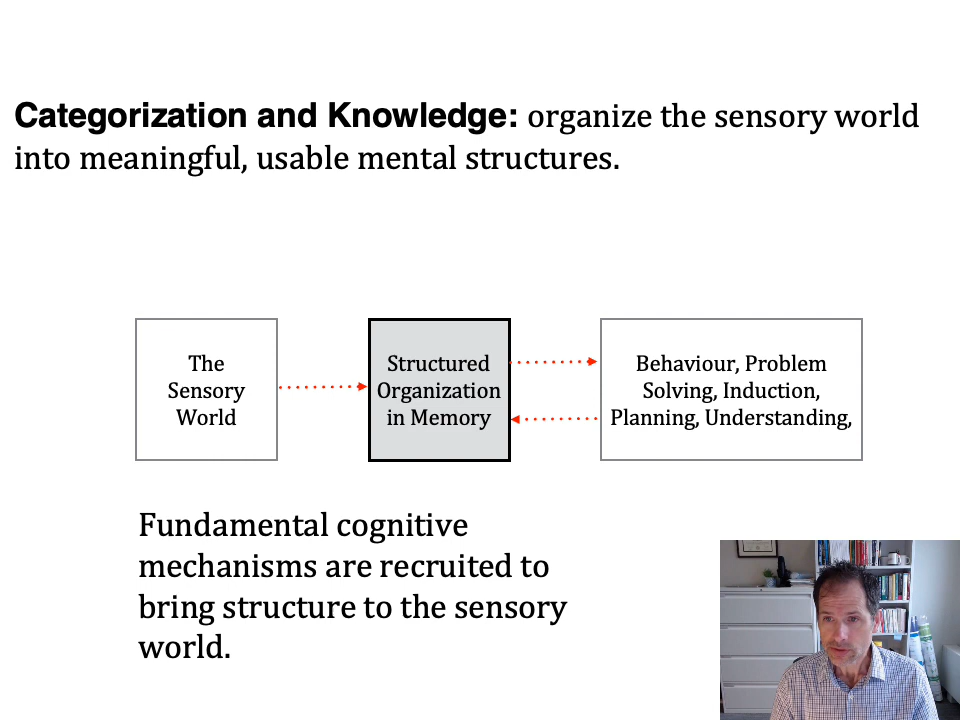 Categorization and Knowledge: organize the sensory world
into meaningful, usable mental structures.
The
Sensory
World
Structured
Organization
in Memory
Behaviour, Problem
Solving, Induction,
Planning, Understanding,
Fundamental cognitive
mechanisms are recruited to
bring structure to the sensory
world.